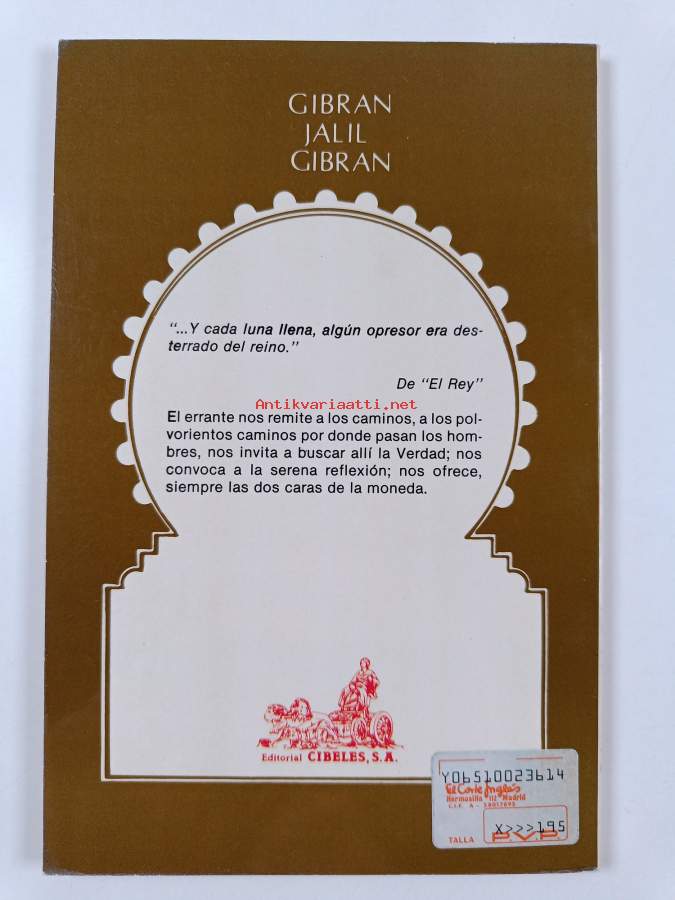 GIBRAN
JALIL
GIBRAN
"...Y cada luna llena, algún opresor era des-
terrado del reino."
De "El Rey"
Antikvariaatti.net
El errante nos remite a los caminos, a los pol-
vorientos caminos por donde pasan los hom-
bres, nos invita a buscar allí la Verdad; nos
convoca a la serena reflexión; nos ofrece,
siempre las dos caras de la moneda.
Editorial CIBELES, S.A.
Y06510023614
El Corte Inglés
Hermosilla 112 Madrid
C.I.F. A - 28017895
X>>>195
TALLA P.V.P.